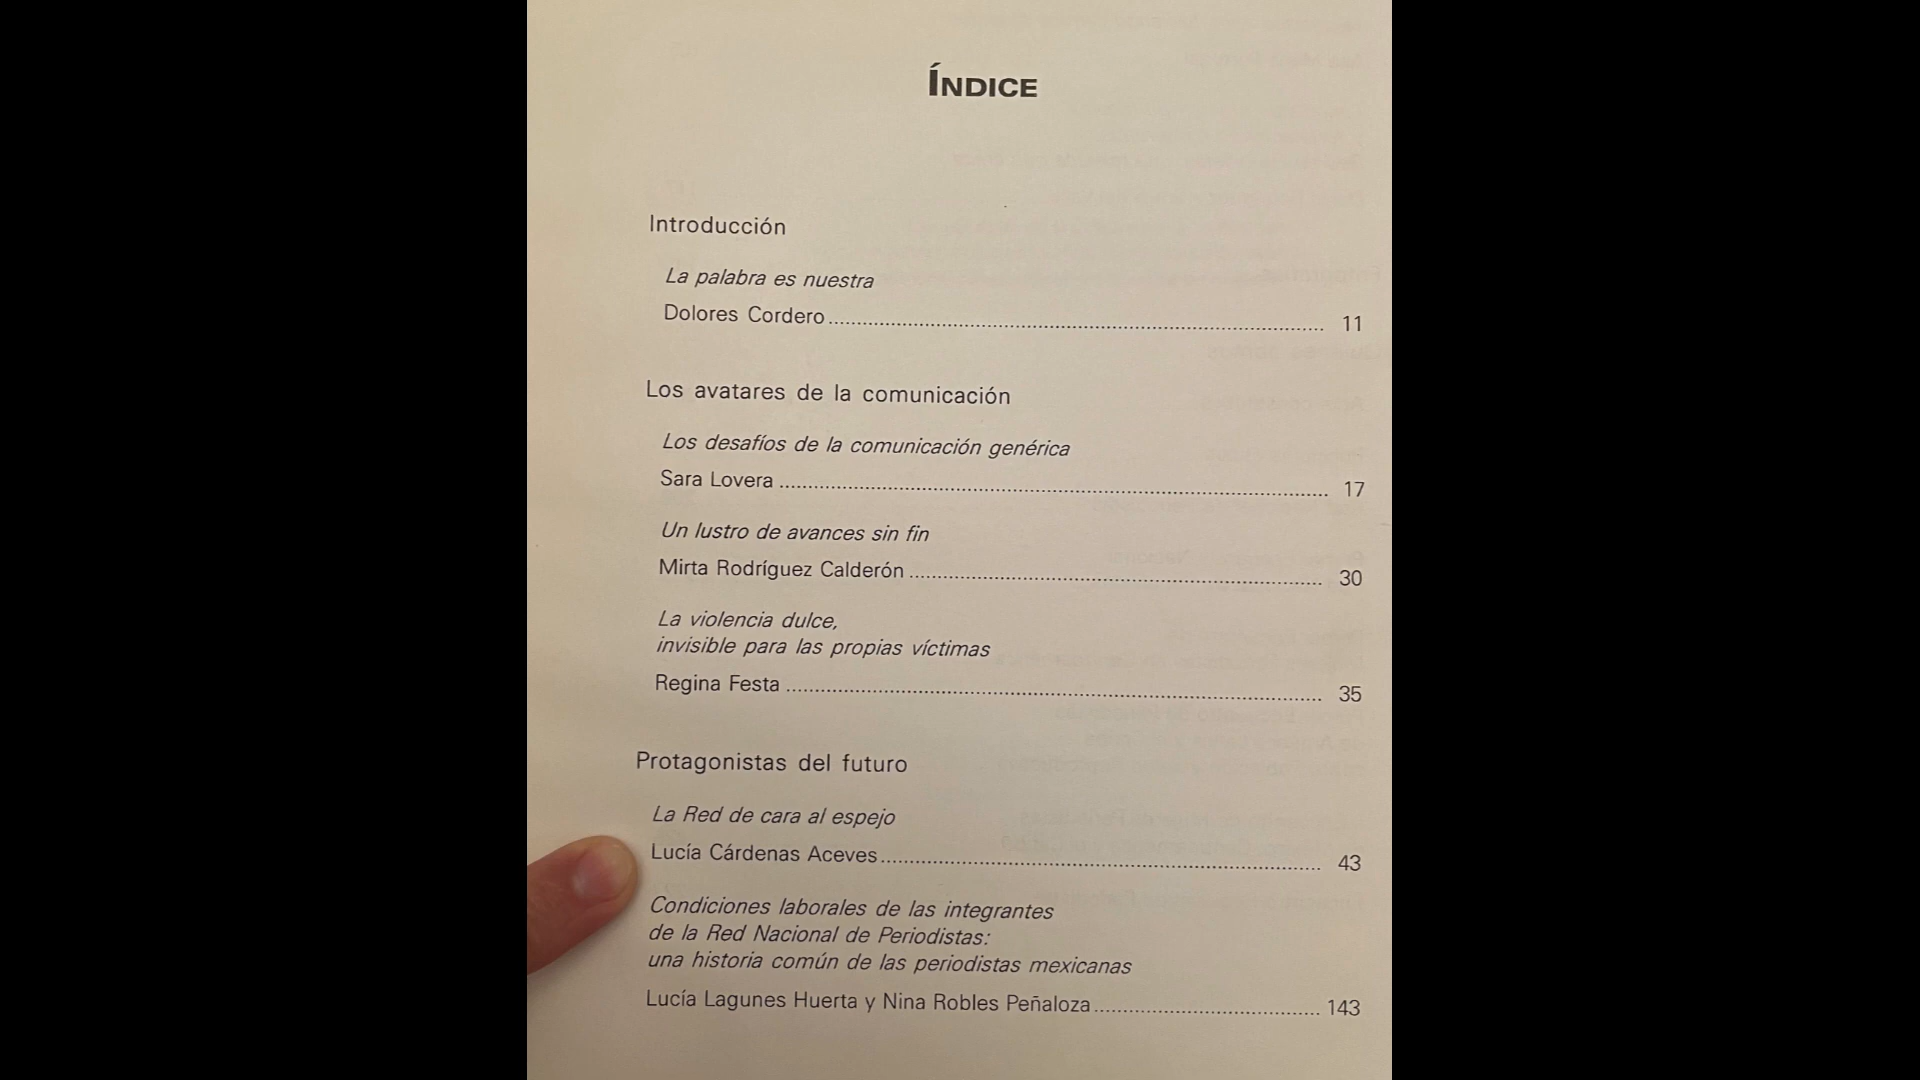 ÍNDICE
Introducción
La palabra es nuestra
Dolores Cordero ........ 11
Los avatares de la comunicación
Los desafíos de la comunicación genérica
Sara Lovera ........ 17
Un lustro de avances sin fin
Mirta Rodríguez Calderón ........ 30
La violencia dulce,
invisible para las propias víctimas
Regina Festa ........ 35
Protagonistas del futuro
La Red de cara al espejo
Lucía Cárdenas Aceves ........ 43
Condiciones laborales de las integrantes
de la Red Nacional de Periodistas:
una historia común de las periodistas mexicanas
Lucía Lagunes Huerta y Nina Robles Peñaloza ........ 143